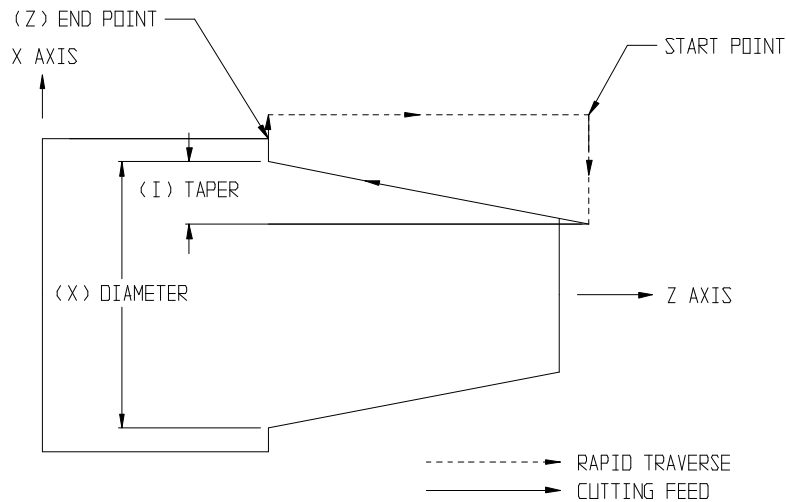 (Z) END POINT
X AXIS
START POINT
(I) TAPER
(X) DIAMETER
Z AXIS
RAPID TRAVERSE
CUTTING FEED